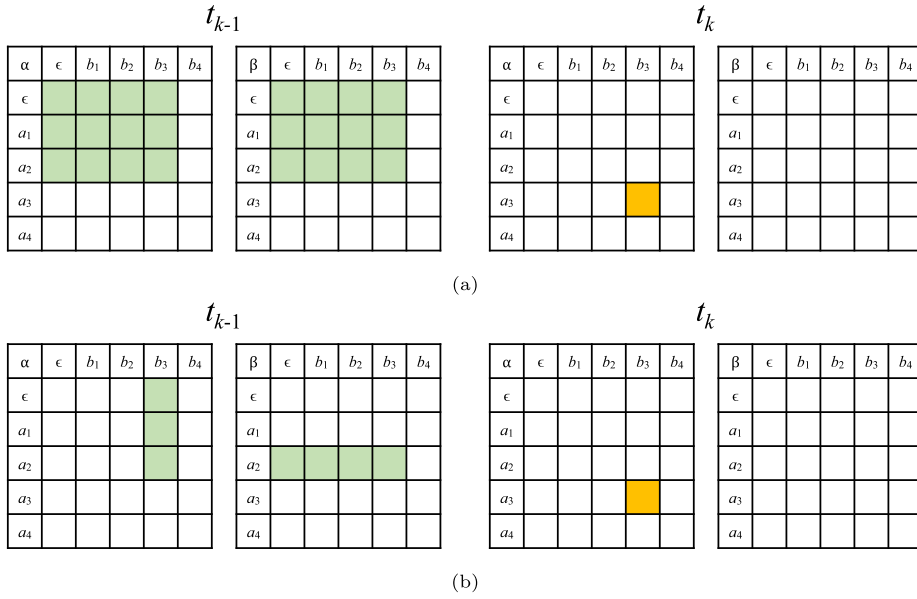 t_{k-1} t_k
α ϵ b₁ b₂ b₃ b₄ β ϵ b₁ b₂ b₃ b₄ α ϵ b₁ b₂ b₃ b₄ β ϵ b₁ b₂ b₃ b₄
ϵ ϵ ϵ ϵ
a₁ a₁ a₁ a₁
a₂ a₂ a₂ a₂
a₃ a₃ a₃ a₃
a₄ a₄ a₄ a₄
(a)
t_{k-1} t_k
α ϵ b₁ b₂ b₃ b₄ β ϵ b₁ b₂ b₃ b₄ α ϵ b₁ b₂ b₃ b₄ β ϵ b₁ b₂ b₃ b₄
ϵ ϵ ϵ ϵ
a₁ a₁ a₁ a₁
a₂ a₂ a₂ a₂
a₃ a₃ a₃ a₃
a₄ a₄ a₄ a₄
(b)